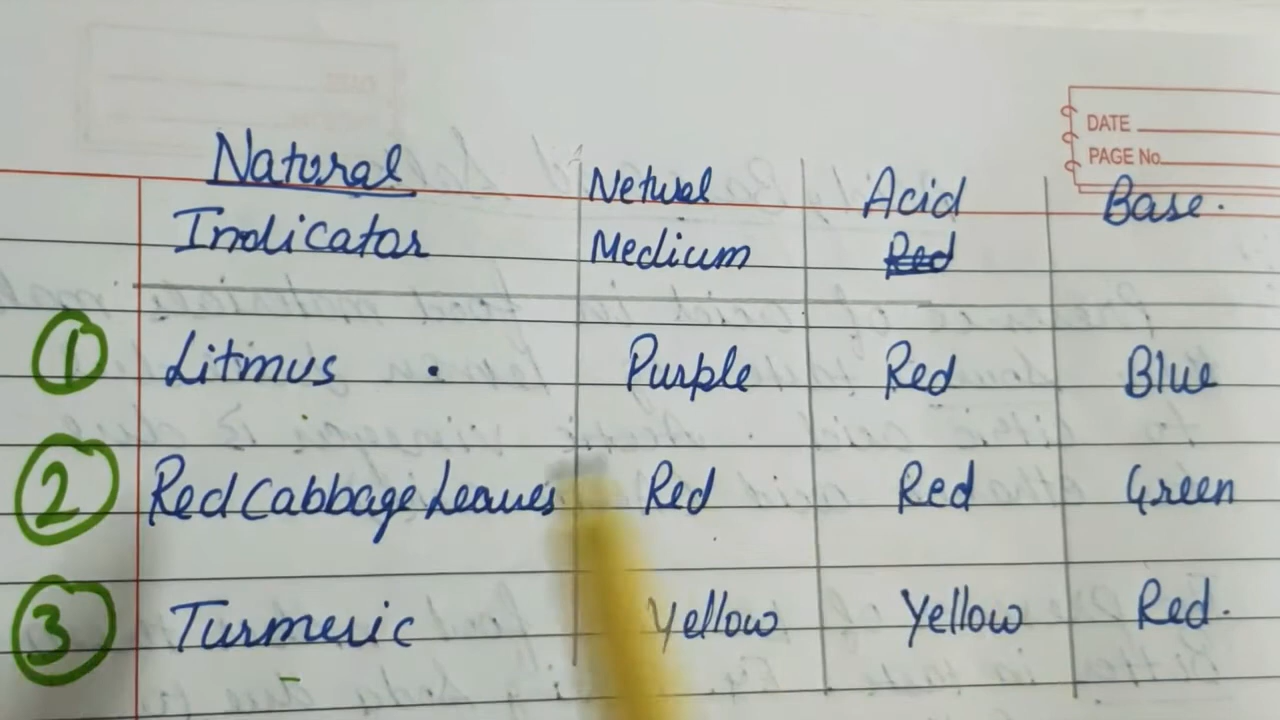 DATE
PAGE No.
Natural Netural Acid Base.
Indicator Medium Red
1 Litmus . Purple Red Blue
2 Red Cabbage Leaves Red Red Green
3 Turmeric Yellow Yellow Red.